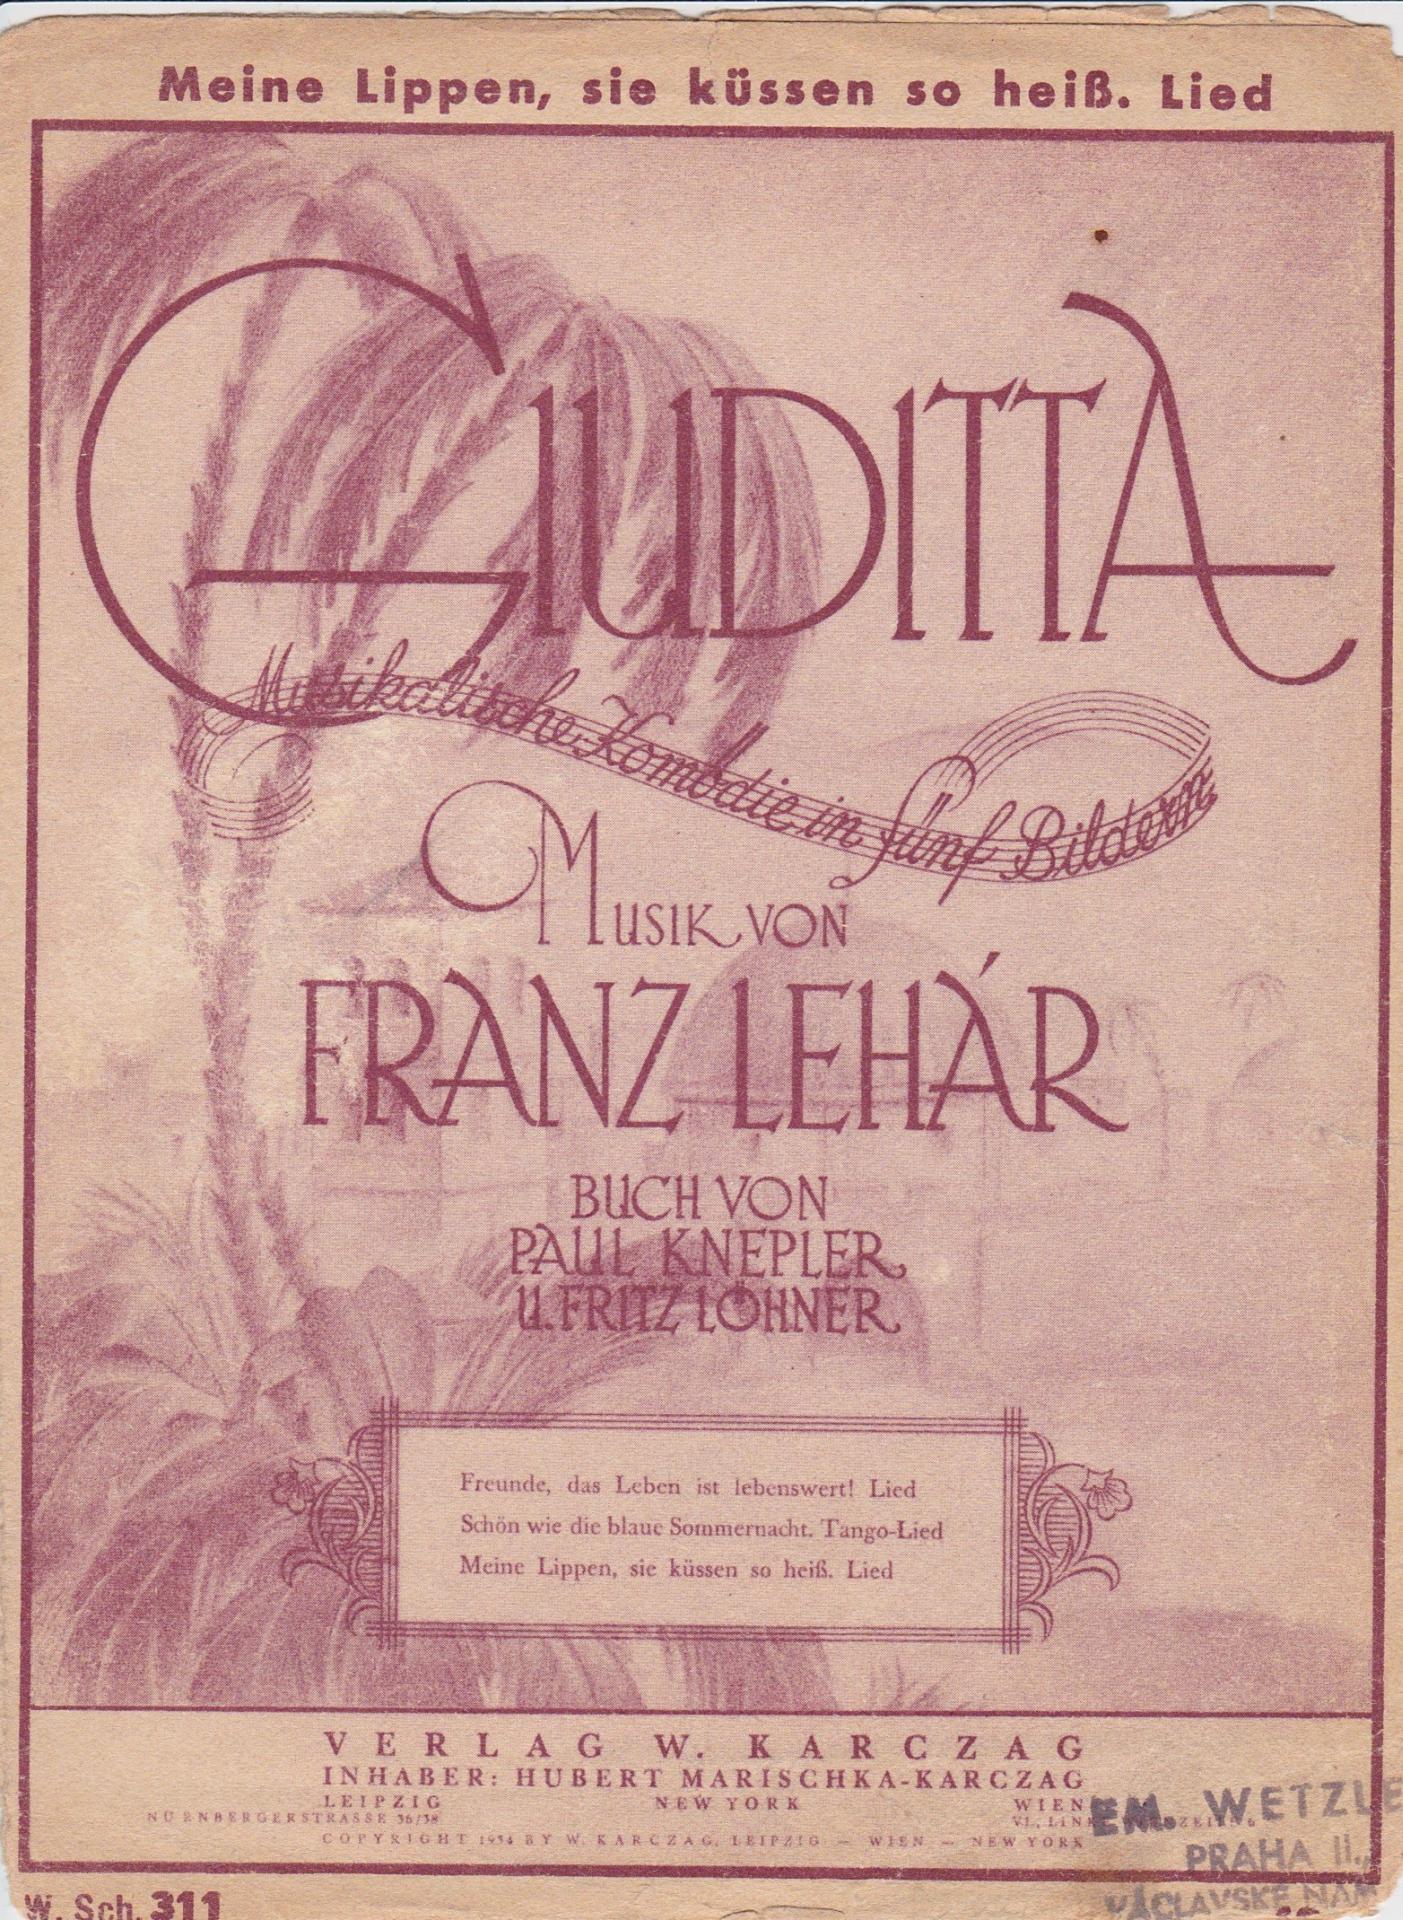 Meine Lippen, sie küssen so heiß. Lied
GIUDITTA
Musikalische Komödie in fünf Bildern
MUSIK VON
FRANZ LEHÁR
BUCH VON
PAUL KNEPLER
U. FRITZ LÖHNER
Freunde, das Leben ist lebenswert! Lied
Schön wie die blaue Sommernacht. Tango-Lied
Meine Lippen, sie küssen so heiß. Lied
VERLAG W. KARCZAG
INHABER: HUBERT MARISCHKA-KARCZAG
LEIPZIG NEW YORK WIEN
NÜRNBERGERSTRASSE 36/38 VI., LINKE
COPYRIGHT 1934 BY W. KARCZAG, LEIPZIG — WIEN — NEW YORK
EM. WETZLE
PRAHA II.,
VÁCLAVSKÉ NÁM
W. Sch. 311